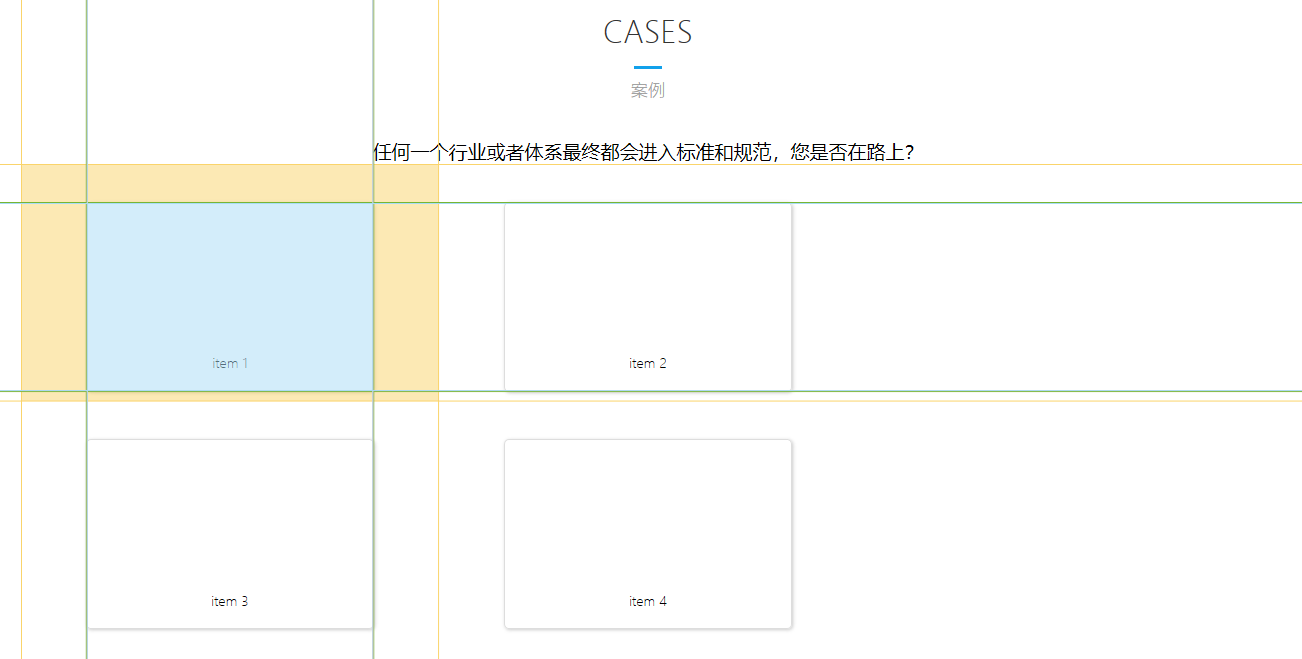 CASES
案例
任何一个行业或者体系最终都会进入标准和规范，您是否在路上？
item 1
item 2
item 3
item 4